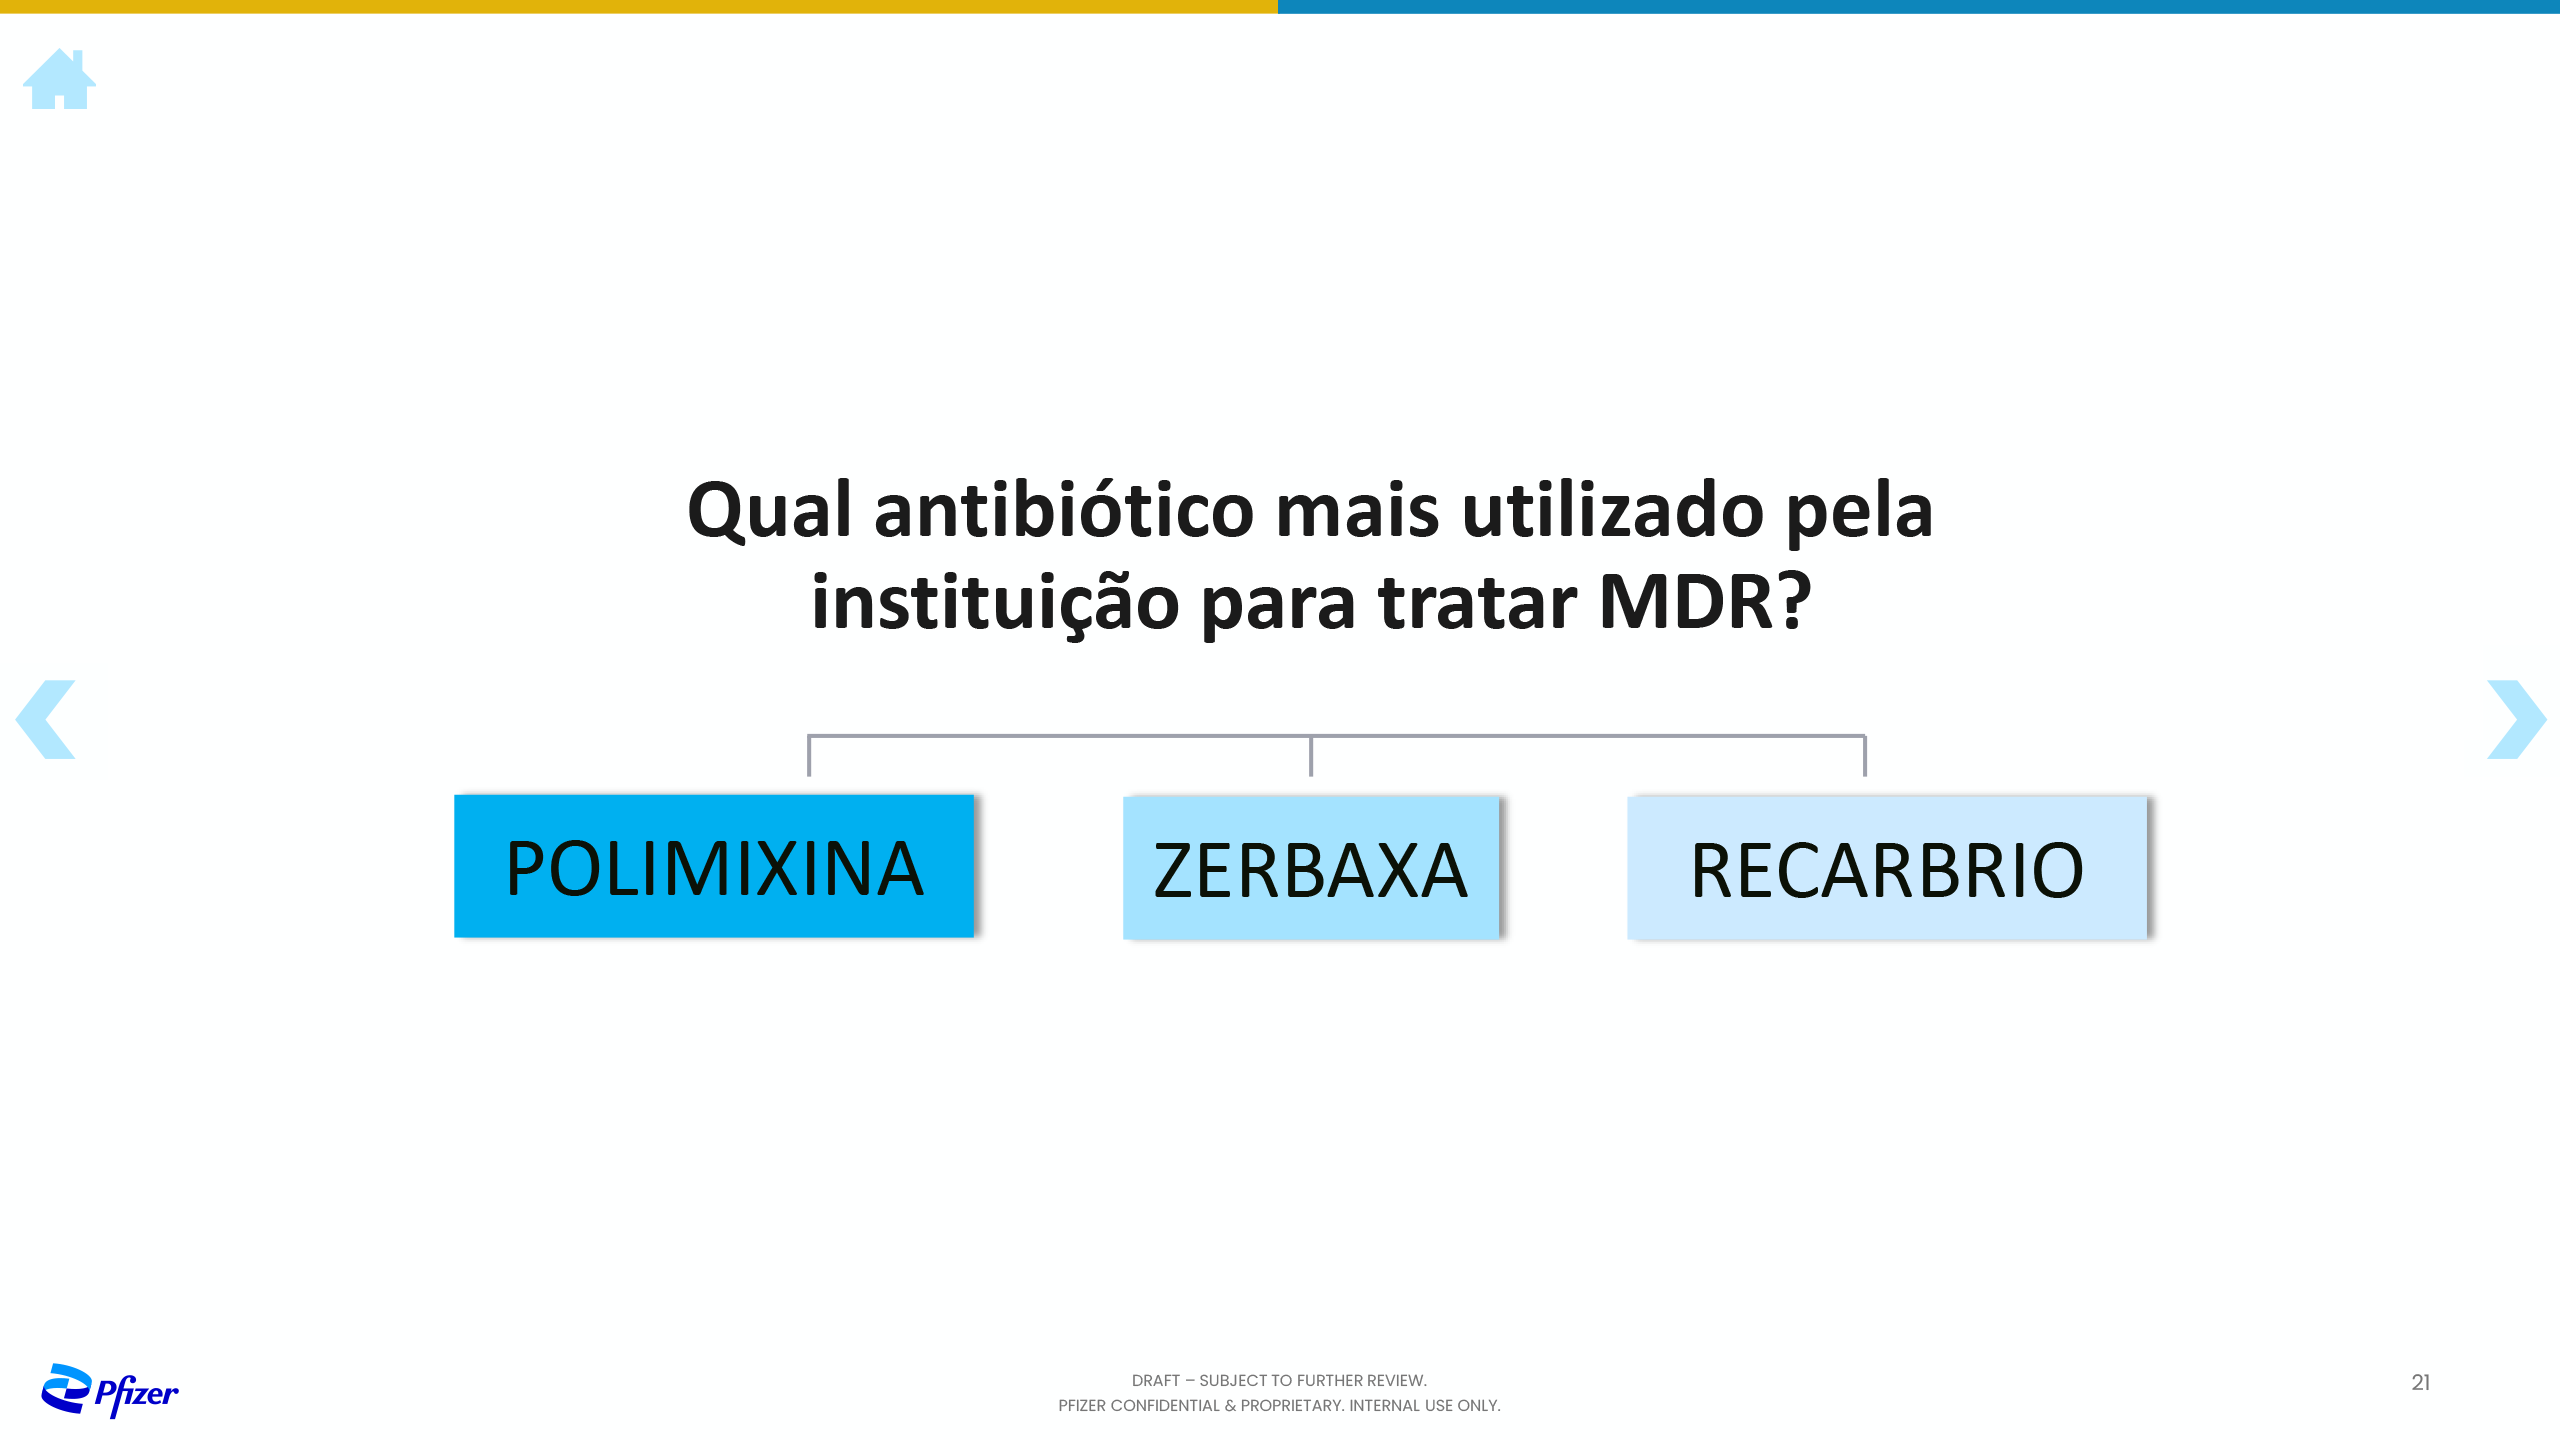 Qual antibiótico mais utilizado pela
instituição para tratar MDR?
POLIMIXINA
ZERBAXA
RECARBRIO
Pfizer
DRAFT – SUBJECT TO FURTHER REVIEW.
PFIZER CONFIDENTIAL & PROPRIETARY. INTERNAL USE ONLY.
21